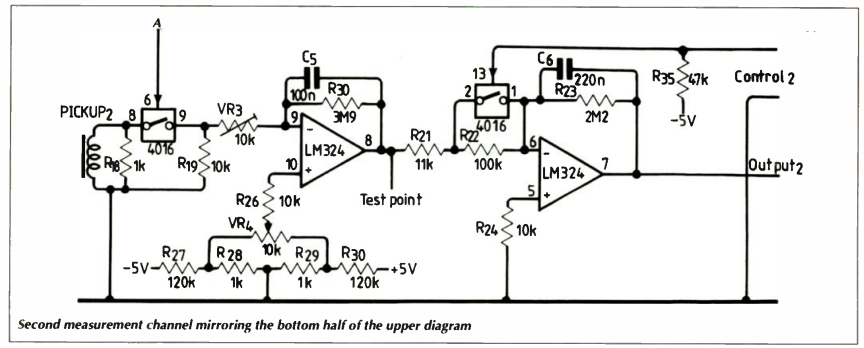 A
C5
C6
100n
R30
3M9
13
220n
R23
2M2
R35
47k
Control 2
-5V
PICKUP2
6
8
9
4016
VR3
10k
R18
1k
R19
10k
9
8
10
LM324
R21
11k
2
1
4016
R22
100k
6
7
5
LM324
Output2
Test point
R26
10k
VR4
10k
R24
10k
-5V
R27
120k
R28
1k
R29
1k
R30
120k
+5V
Second measurement channel mirroring the bottom half of the upper diagram